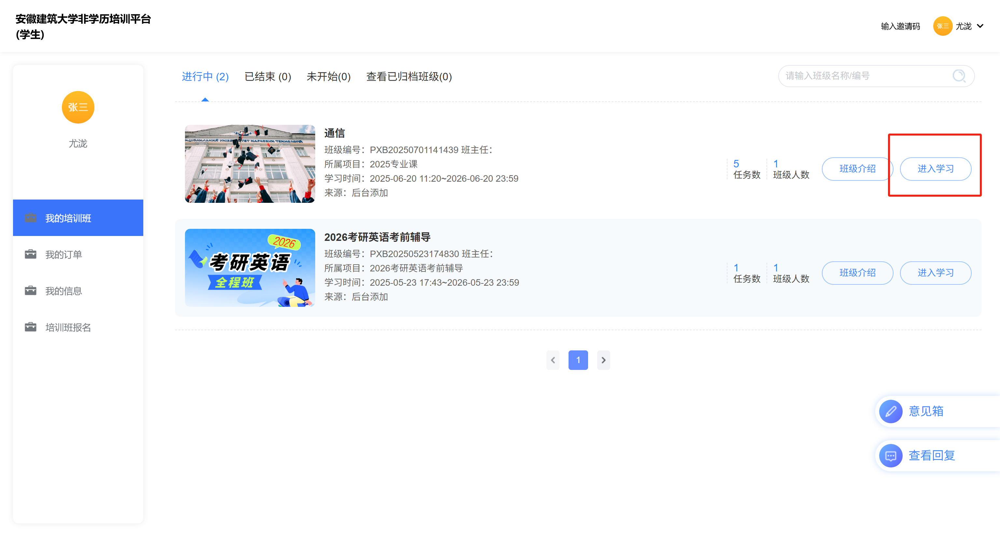 安徽建筑大学非学历培训平台
(学生)
输入邀请码
张三
尤泷
进行中 (2)
已结束 (0)
未开始(0)
查看已归档班级(0)
请输入班级名称/编号
张三
尤泷
我的培训班
我的订单
我的信息
培训班报名
通信
班级编号：PXB20250701141439 班主任：
所属项目：2025专业课
学习时间：2025-06-20 11:20~2026-06-20 23:59
来源：后台添加
5
任务数
1
班级人数
班级介绍
进入学习
2026
考研英语
全程班
2026考研英语考前辅导
班级编号：PXB20250523174830 班主任：
所属项目：2026考研英语考前辅导
学习时间：2025-05-23 17:43~2026-05-23 23:59
来源：后台添加
1
任务数
1
班级人数
班级介绍
进入学习
1
意见箱
查看回复